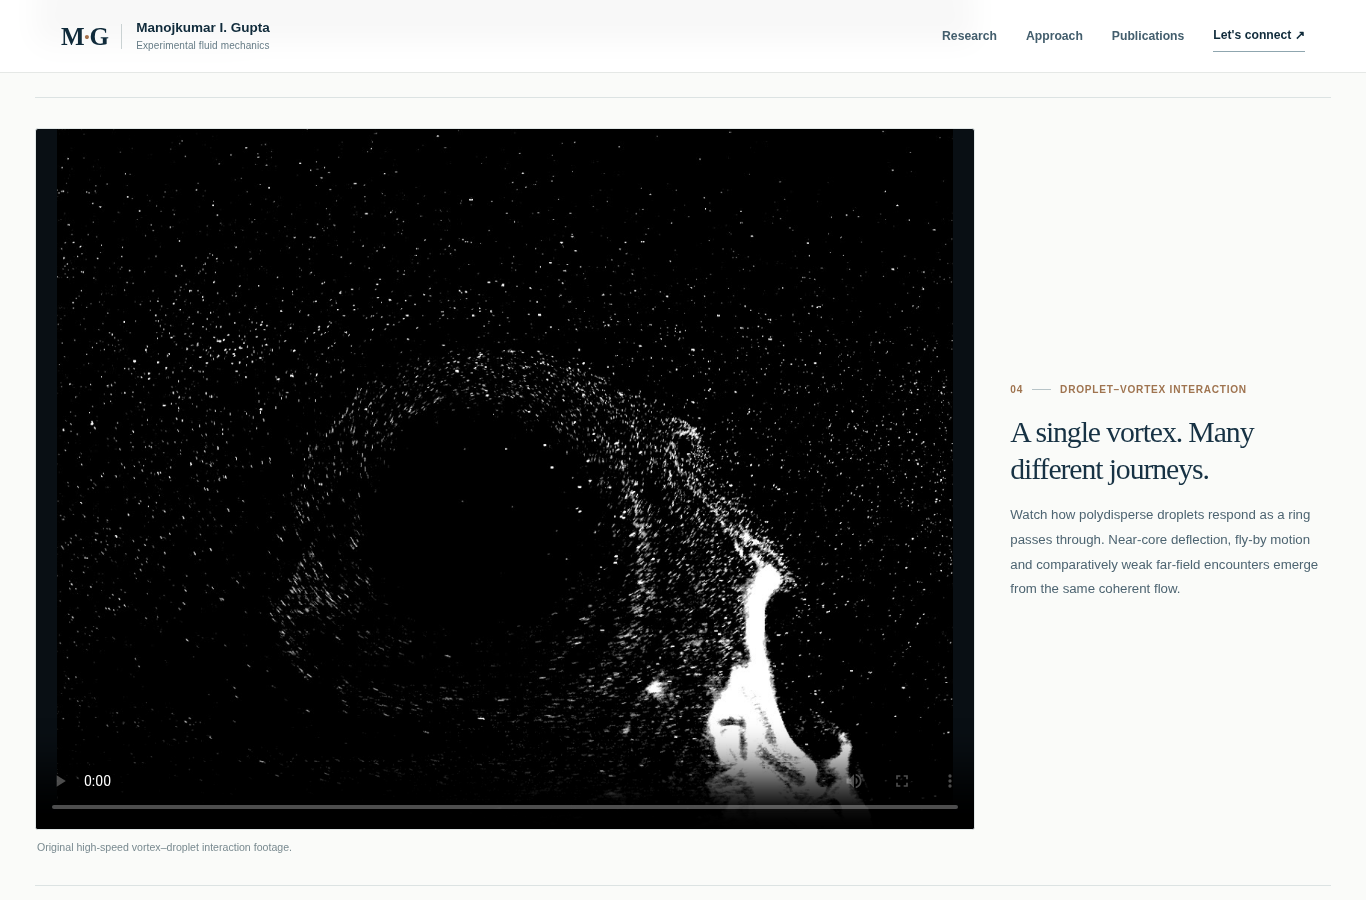 M·G
Manojkumar I. Gupta
Experimental fluid mechanics
Research
Approach
Publications
Let's connect ↗
0:00
Original high-speed vortex–droplet interaction footage.
04
DROPLET–VORTEX INTERACTION
A single vortex. Many
different journeys.
Watch how polydisperse droplets respond as a ring
passes through. Near-core deflection, fly-by motion
and comparatively weak far-field encounters emerge
from the same coherent flow.